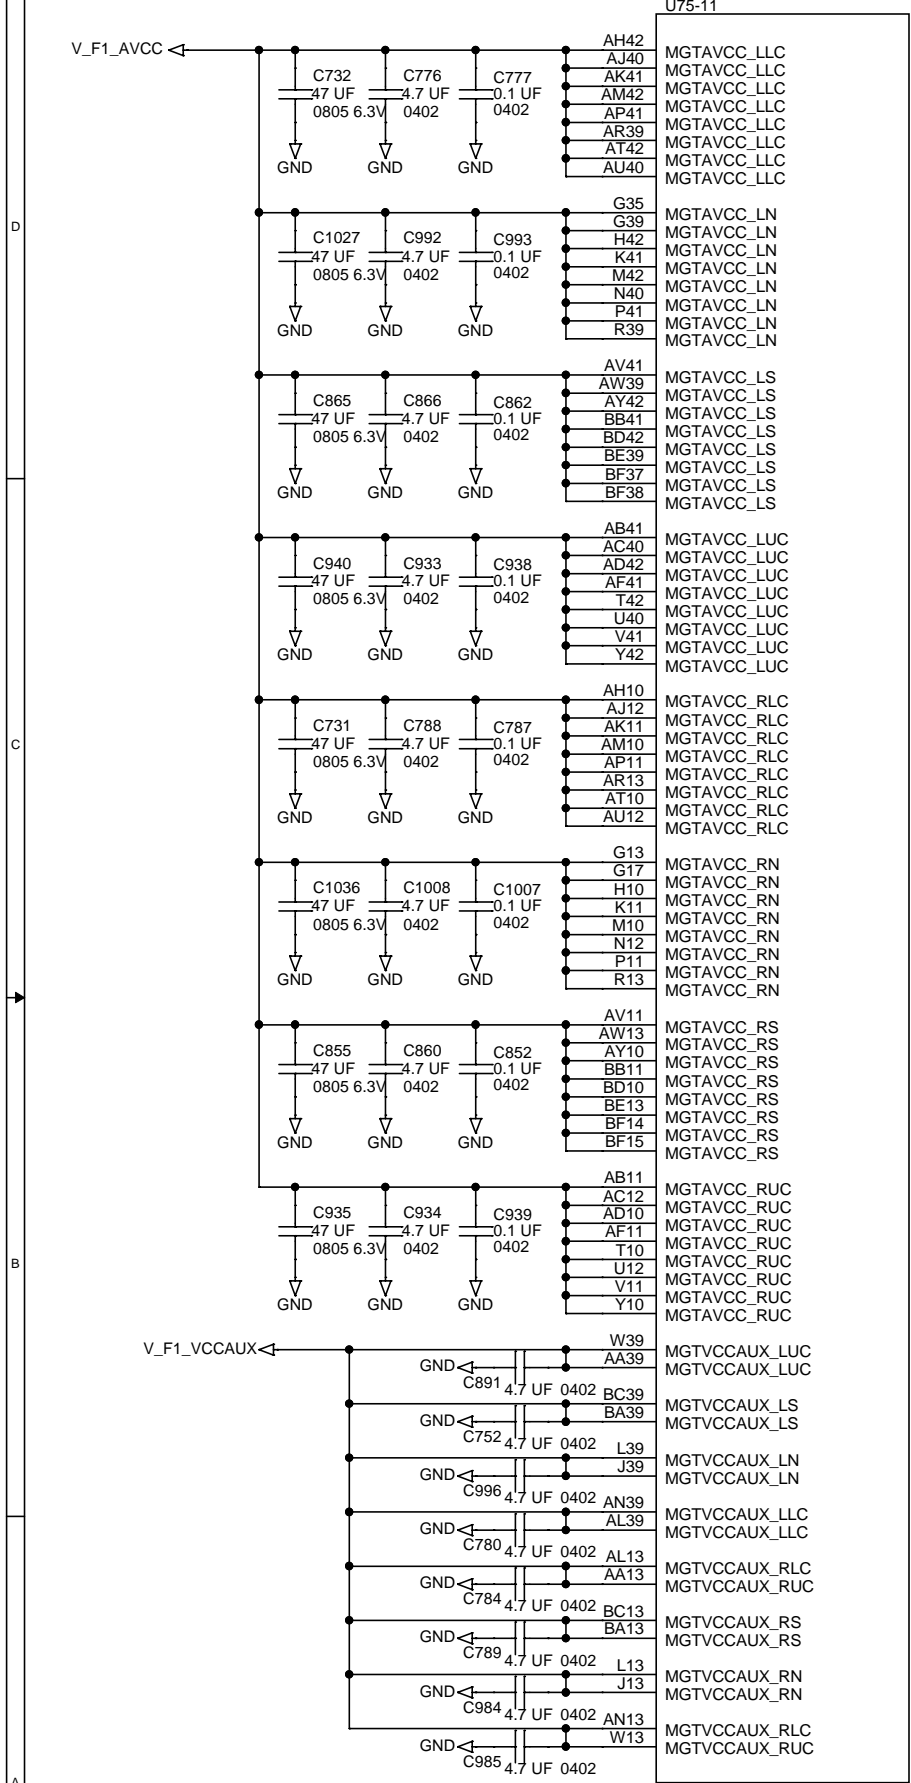 U75-11
V_F1_AVCC
C732 47 UF 0805 6.3V GND
C776 4.7 UF 0402 GND
C777 0.1 UF 0402 GND
AH42 MGTAVCC_LLC
AJ40 MGTAVCC_LLC
AK41 MGTAVCC_LLC
AM42 MGTAVCC_LLC
AP41 MGTAVCC_LLC
AR39 MGTAVCC_LLC
AT42 MGTAVCC_LLC
AU40 MGTAVCC_LLC
D
C1027 47 UF 0805 6.3V GND
C992 4.7 UF 0402 GND
C993 0.1 UF 0402 GND
G35 MGTAVCC_LN
G39 MGTAVCC_LN
H42 MGTAVCC_LN
K41 MGTAVCC_LN
M42 MGTAVCC_LN
N40 MGTAVCC_LN
P41 MGTAVCC_LN
R39 MGTAVCC_LN
C865 47 UF 0805 6.3V GND
C866 4.7 UF 0402 GND
C862 0.1 UF 0402 GND
AV41 MGTAVCC_LS
AW39 MGTAVCC_LS
AY42 MGTAVCC_LS
BB41 MGTAVCC_LS
BD42 MGTAVCC_LS
BE39 MGTAVCC_LS
BF37 MGTAVCC_LS
BF38 MGTAVCC_LS
C940 47 UF 0805 6.3V GND
C933 4.7 UF 0402 GND
C938 0.1 UF 0402 GND
AB41 MGTAVCC_LUC
AC40 MGTAVCC_LUC
AD42 MGTAVCC_LUC
AF41 MGTAVCC_LUC
T42 MGTAVCC_LUC
U40 MGTAVCC_LUC
V41 MGTAVCC_LUC
Y42 MGTAVCC_LUC
C
C731 47 UF 0805 6.3V GND
C788 4.7 UF 0402 GND
C787 0.1 UF 0402 GND
AH10 MGTAVCC_RLC
AJ12 MGTAVCC_RLC
AK11 MGTAVCC_RLC
AM10 MGTAVCC_RLC
AP11 MGTAVCC_RLC
AR13 MGTAVCC_RLC
AT10 MGTAVCC_RLC
AU12 MGTAVCC_RLC
C1036 47 UF 0805 6.3V GND
C1008 4.7 UF 0402 GND
C1007 0.1 UF 0402 GND
G13 MGTAVCC_RN
G17 MGTAVCC_RN
H10 MGTAVCC_RN
K11 MGTAVCC_RN
M10 MGTAVCC_RN
N12 MGTAVCC_RN
P11 MGTAVCC_RN
R13 MGTAVCC_RN
C855 47 UF 0805 6.3V GND
C860 4.7 UF 0402 GND
C852 0.1 UF 0402 GND
AV11 MGTAVCC_RS
AW13 MGTAVCC_RS
AY10 MGTAVCC_RS
BB11 MGTAVCC_RS
BD10 MGTAVCC_RS
BE13 MGTAVCC_RS
BF14 MGTAVCC_RS
BF15 MGTAVCC_RS
B
C935 47 UF 0805 6.3V GND
C934 4.7 UF 0402 GND
C939 0.1 UF 0402 GND
AB11 MGTAVCC_RUC
AC12 MGTAVCC_RUC
AD10 MGTAVCC_RUC
AF11 MGTAVCC_RUC
T10 MGTAVCC_RUC
U12 MGTAVCC_RUC
V11 MGTAVCC_RUC
Y10 MGTAVCC_RUC
V_F1_VCCAUX
W39 MGTVCCAUX_LUC
GND AA39 MGTVCCAUX_LUC
C891 4.7 UF 0402
BC39 MGTVCCAUX_LS
GND BA39 MGTVCCAUX_LS
C752 4.7 UF 0402
L39 MGTVCCAUX_LN
GND J39 MGTVCCAUX_LN
C996 4.7 UF 0402
AN39 MGTVCCAUX_LLC
GND AL39 MGTVCCAUX_LLC
C780 4.7 UF 0402
AL13 MGTVCCAUX_RLC
GND AA13 MGTVCCAUX_RUC
C784 4.7 UF 0402
BC13 MGTVCCAUX_RS
GND BA13 MGTVCCAUX_RS
C789 4.7 UF 0402
L13 MGTVCCAUX_RN
GND J13 MGTVCCAUX_RN
C984 4.7 UF 0402
AN13 MGTVCCAUX_RLC
GND W13 MGTVCCAUX_RUC
C985 4.7 UF 0402
A